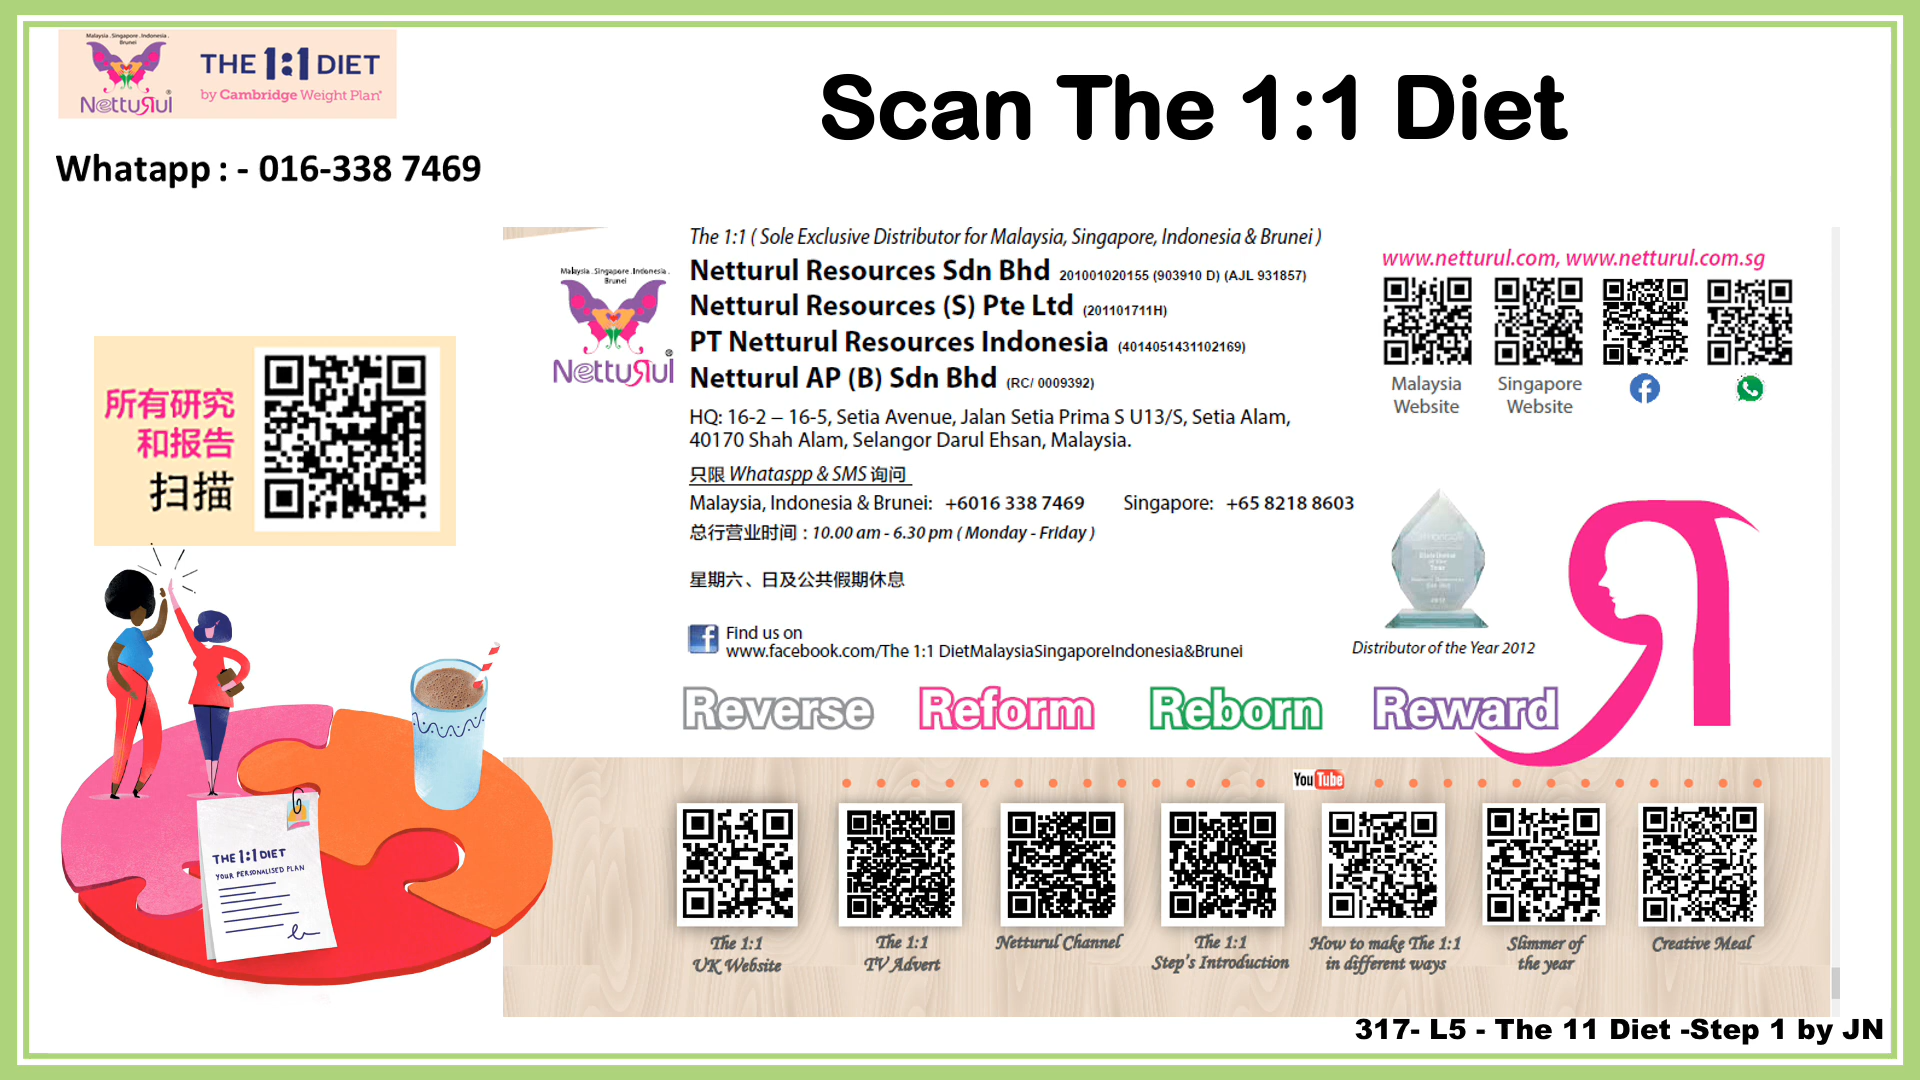 Malaysia . Singapore . Indonesia .
Brunei
NettuRul®
THE 1:1 DIET
by Cambridge Weight Plan®
Scan The 1:1 Diet
Whatapp : - 016-338 7469
所有研究
和报告
扫描
THE 1:1 DIET
YOUR PERSONALISED PLAN
Malaysia . Singapore . Indonesia .
Brunei
NettuRul®
The 1:1 ( Sole Exclusive Distributor for Malaysia, Singapore, Indonesia & Brunei )
Netturul Resources Sdn Bhd 201001020155 (903910 D) (AJL 931857)
Netturul Resources (S) Pte Ltd (201101711H)
PT Netturul Resources Indonesia (4014051431102169)
Netturul AP (B) Sdn Bhd (RC/ 0009392)
HQ: 16-2 – 16-5, Setia Avenue, Jalan Setia Prima S U13/S, Setia Alam,
40170 Shah Alam, Selangor Darul Ehsan, Malaysia.
只限 Whataspp & SMS 询问
Malaysia, Indonesia & Brunei: +6016 338 7469 Singapore: +65 8218 8603
总行营业时间 : 10.00 am - 6.30 pm ( Monday - Friday )
星期六、日及公共假期休息
Find us on
www.facebook.com/The 1:1 DietMalaysiaSingaporeIndonesia&Brunei
www.netturul.com, www.netturul.com.sg
Malaysia
Website
Singapore
Website
Distributor of the Year 2012
Reverse Reform Reborn Reward
YouTube
The 1:1
UK Website
The 1:1
TV Advert
Netturul Channel
The 1:1
Step's Introduction
How to make The 1:1
in different ways
Slimmer of
the year
Creative Meal
317- L5 - The 11 Diet -Step 1 by JN